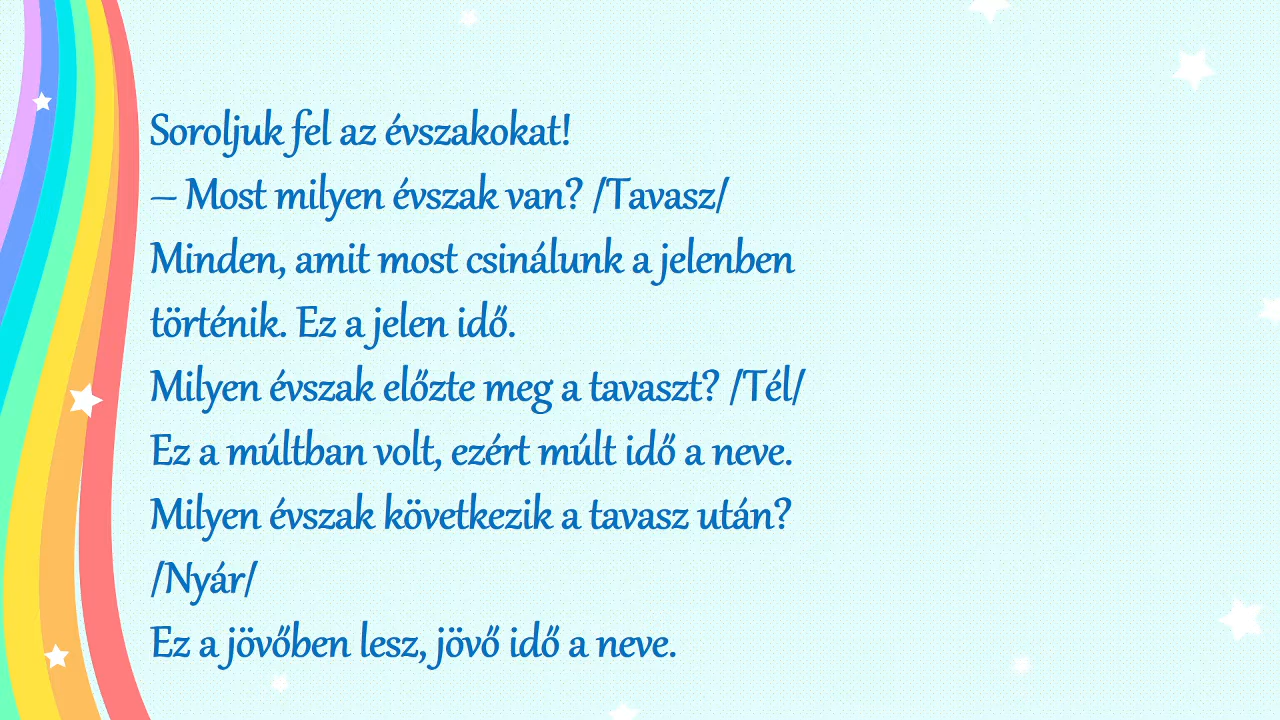 Soroljuk fel az évszakokat!
– Most milyen évszak van? /Tavasz/
Minden, amit most csinálunk a jelenben
történik. Ez a jelen idő.
Milyen évszak előzte meg a tavaszt? /Tél/
Ez a múltban volt, ezért múlt idő a neve.
Milyen évszak következik a tavasz után?
/Nyár/
Ez a jövőben lesz, jövő idő a neve.